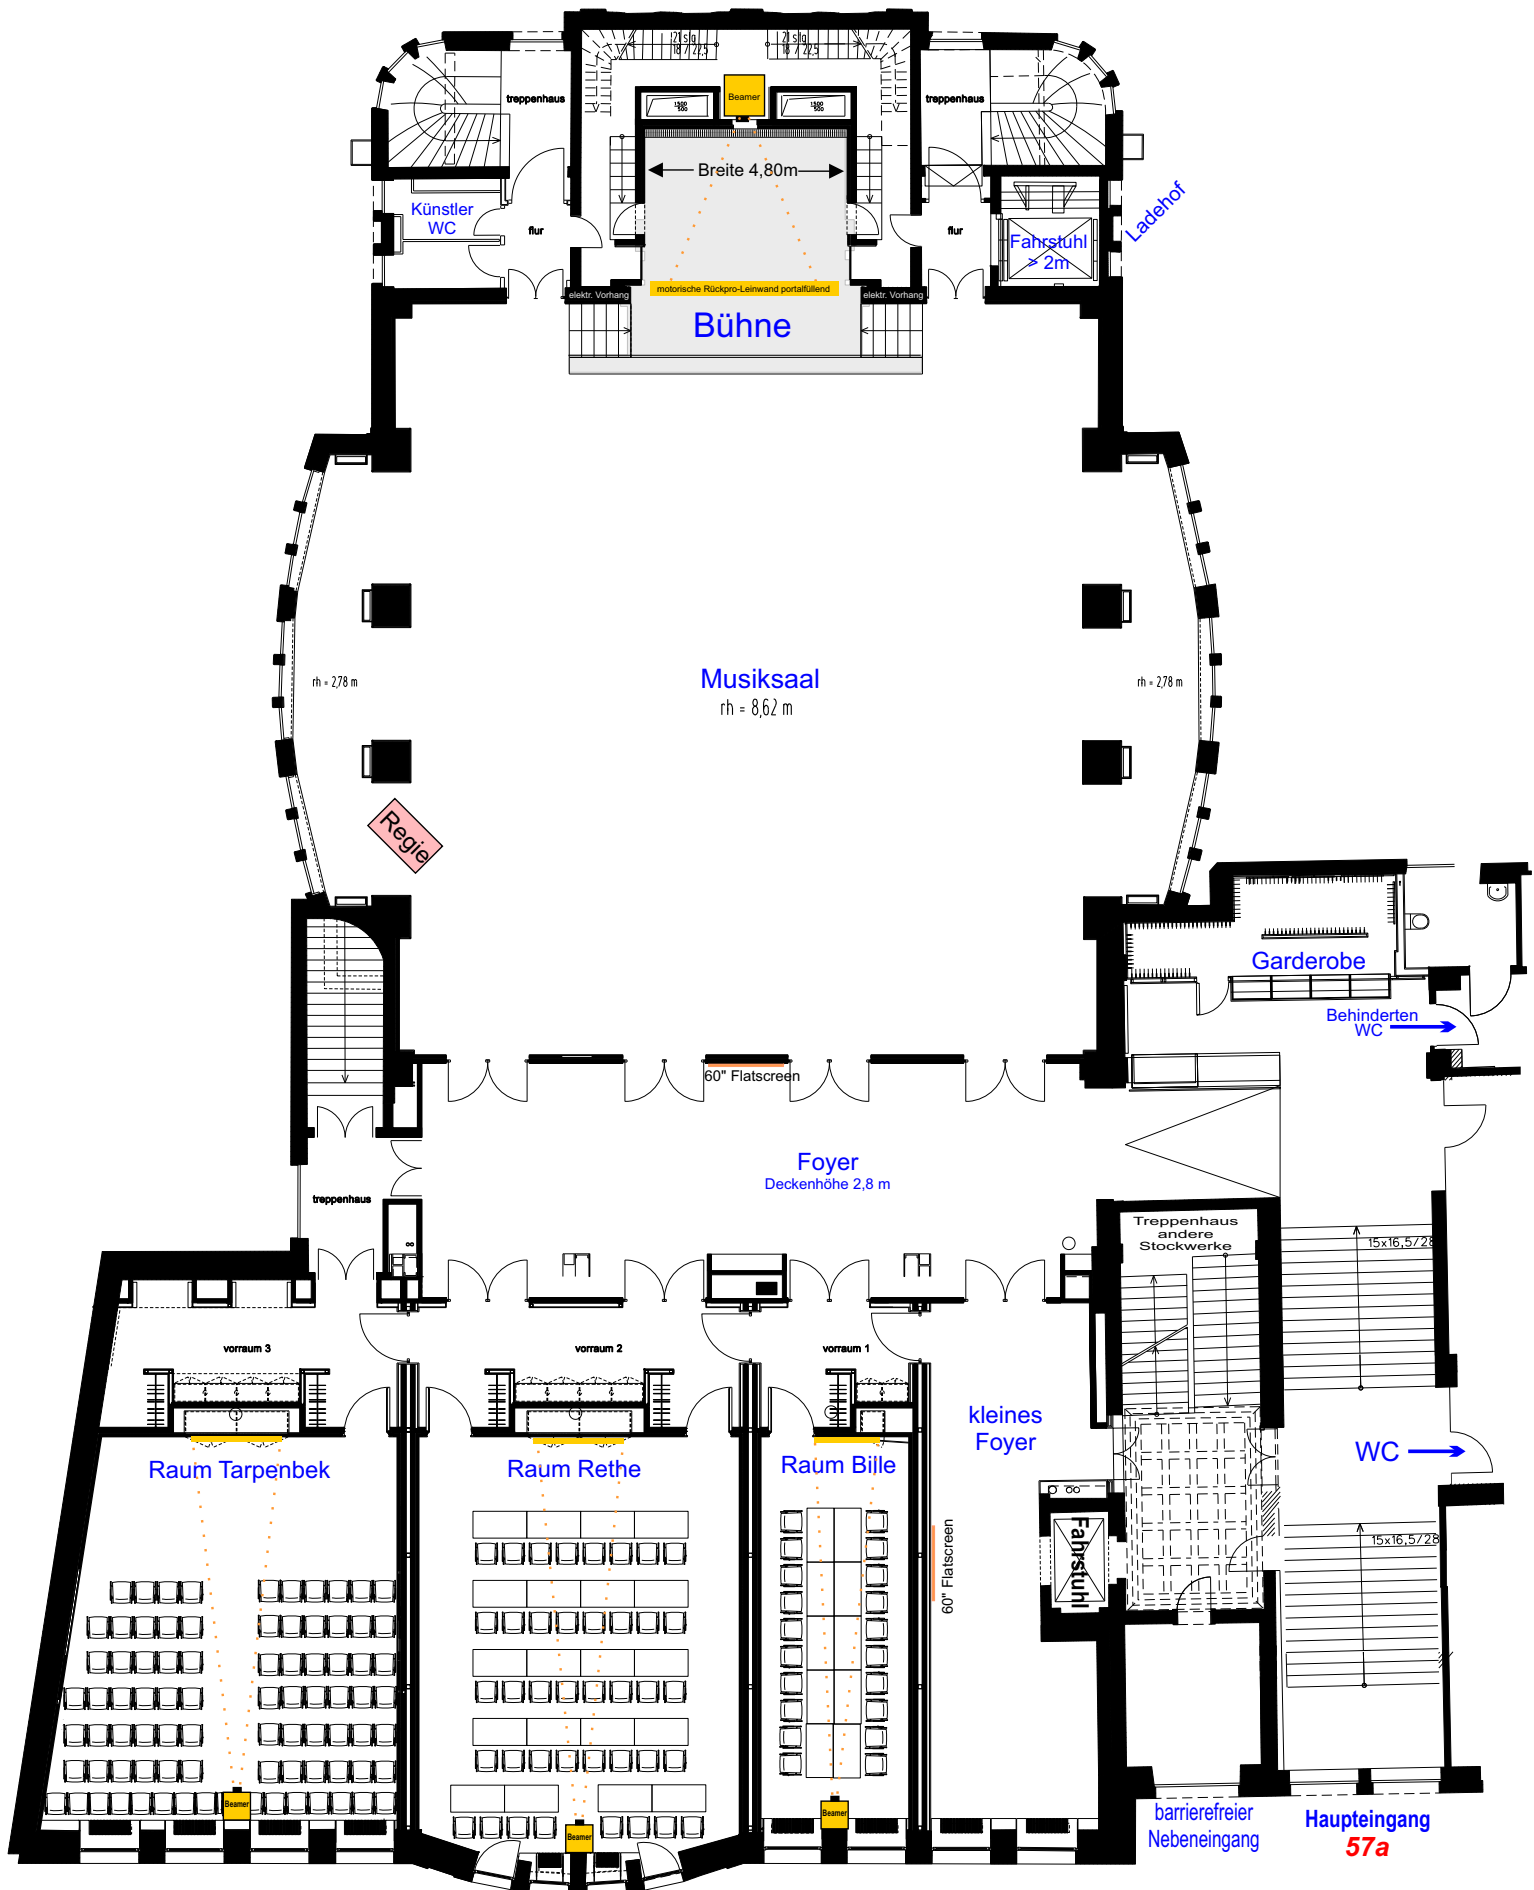 21 stg
18 / 22,5
21 stg
18 / 22,5
treppenhaus
Beamer
1500
500
1500
500
treppenhaus
Breite 4,80m
Künstler
WC
flur
flur
Fahrstuhl
> 2m
Ladehof
elektr. Vorhang
motorische Rückpro-Leinwand portalfüllend
elektr. Vorhang
Bühne
rh = 2,78 m
Musiksaal
rh = 8,62 m
rh = 2,78 m
Regie
Garderobe
Behinderten
WC
60" Flatscreen
Foyer
Deckenhöhe 2,8 m
treppenhaus
Treppenhaus
andere
Stockwerke
15x16,5/28
vorraum 3
vorraum 2
vorraum 1
kleines
Foyer
WC
Raum Tarpenbek
Raum Rethe
Raum Bille
60" Flatscreen
Fahrstuhl
15x16,5/28
Beamer
Beamer
Beamer
barrierefreier
Nebeneingang
Haupteingang
57a